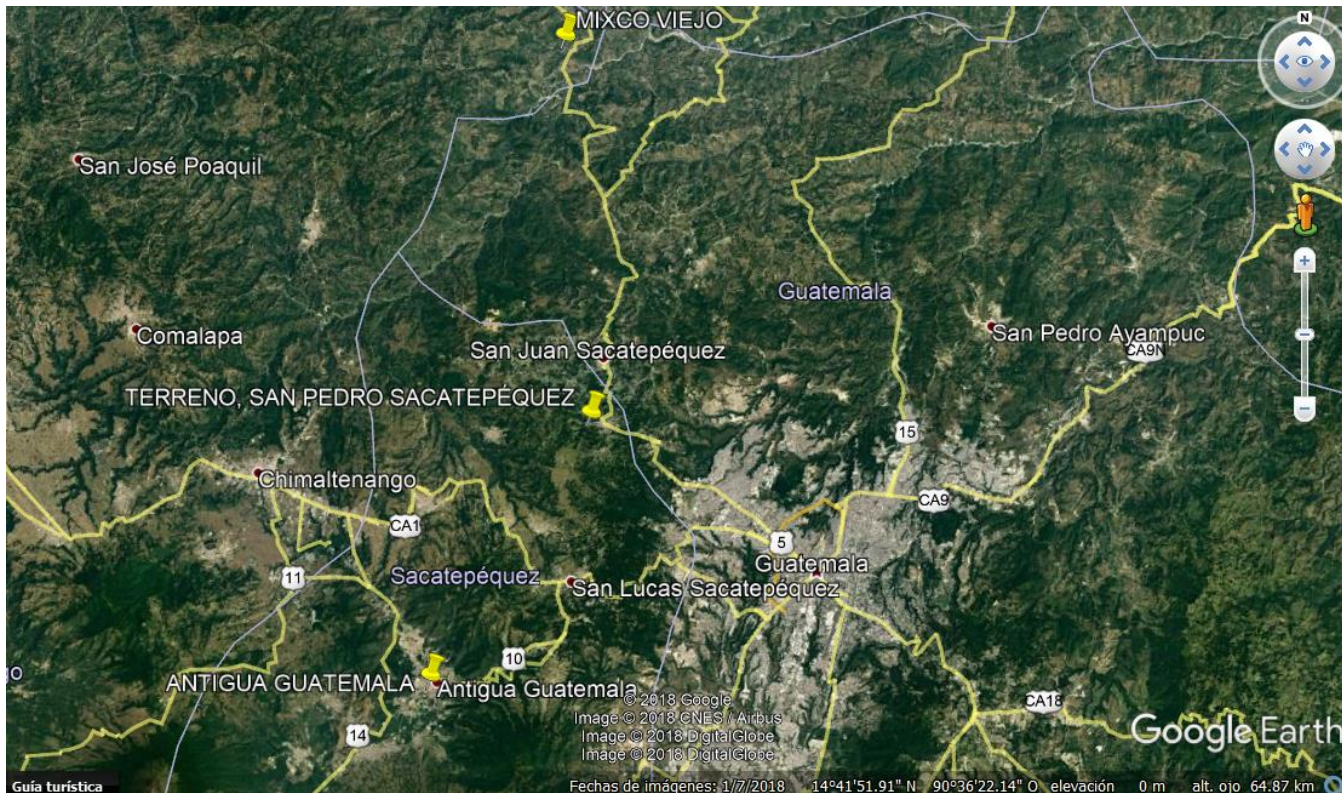 MIXCO VIEJO
N
San José Poaquil
Guatemala
Comalapa
San Pedro Ayampuc
San Juan Sacatepéquez
CA9N
TERRENO, SAN PEDRO SACATEPÉQUEZ
15
Chimaltenango
CA9
CA1
5
Guatemala
11
Sacatepéquez
San Lucas Sacatepéquez
10
go
ANTIGUA GUATEMALA
Antigua Guatemala
© 2018 Google
Image © 2018 CNES / Airbus
Image © 2018 DigitalGlobe
Image © 2018 DigitalGlobe
CA18
14
Google Earth
Guía turística
Fechas de imágenes: 1/7/2018 14°41'51.91" N 90°36'22.14" O elevación 0 m alt. ojo 64.87 km